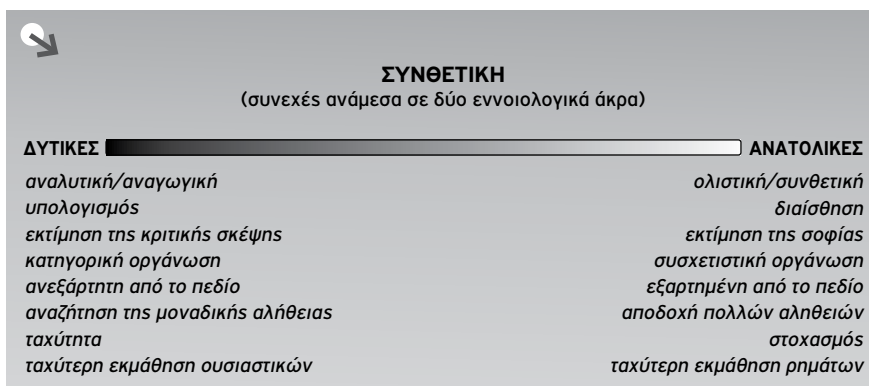 ΣΥΝΘΕΤΙΚΗ
(συνεχές ανάμεσα σε δύο εννοιολογικά άκρα)
ΔΥΤΙΚΕΣ ΑΝΑΤΟΛΙΚΕΣ
αναλυτική/αναγωγική ολιστική/συνθετική
υπολογισμός διαίσθηση
εκτίμηση της κριτικής σκέψης εκτίμηση της σοφίας
κατηγορική οργάνωση συσχετιστική οργάνωση
ανεξάρτητη από το πεδίο εξαρτημένη από το πεδίο
αναζήτηση της μοναδικής αλήθειας αποδοχή πολλών αληθειών
ταχύτητα στοχασμός
ταχύτερη εκμάθηση ουσιαστικών ταχύτερη εκμάθηση ρημάτων